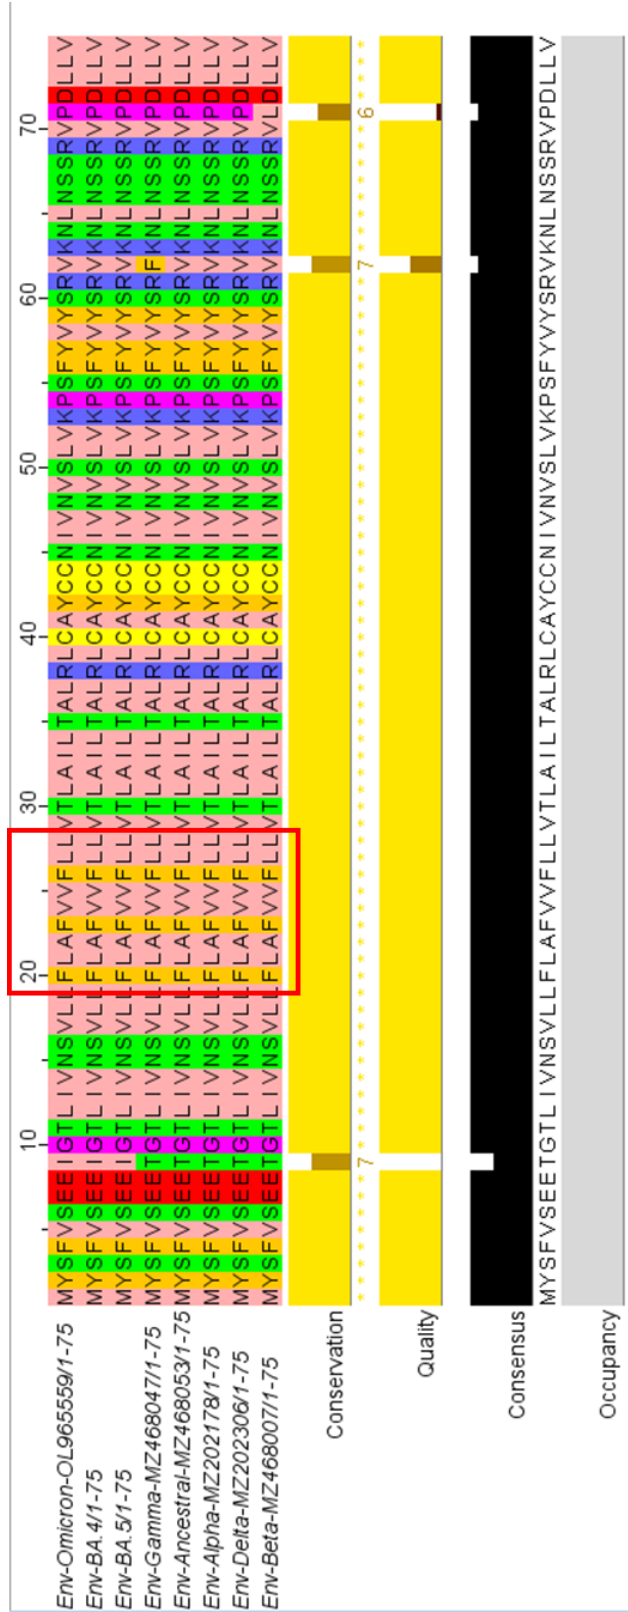 10 20 30 40 50 60 70
Env-Omicron-OL965559/1-75 MYSFVSEEIGTLIVNSVLLFLAFVVFLLVTLAILTALRLCAYCCNIVNVSLVKPSFYVYSRVKNLNSSRVPDLLV
Env-BA.4/1-75 MYSFVSEEIGTLIVNSVLLFLAFVVFLLVTLAILTALRLCAYCCNIVNVSLVKPSFYVYSRVKNLNSSRVPDLLV
Env-BA.5/1-75 MYSFVSEEIGTLIVNSVLLFLAFVVFLLVTLAILTALRLCAYCCNIVNVSLVKPSFYVYSRVKNLNSSRVPDLLV
Env-Gamma-MZ468047/1-75 MYSFVSEETGTLIVNSVLLFLAFVVFLLVTLAILTALRLCAYCCNIVNVSLVKPSFYVYSRFKNLNSSRVPDLLV
Env-Ancestral-MZ468053/1-75 MYSFVSEETGTLIVNSVLLFLAFVVFLLVTLAILTALRLCAYCCNIVNVSLVKPSFYVYSRVKNLNSSRVPDLLV
Env-Alpha-MZ202178/1-75 MYSFVSEETGTLIVNSVLLFLAFVVFLLVTLAILTALRLCAYCCNIVNVSLVKPSFYVYSRVKNLNSSRVPDLLV
Env-Delta-MZ202306/1-75 MYSFVSEETGTLIVNSVLLFLAFVVFLLVTLAILTALRLCAYCCNIVNVSLVKPSFYVYSRVKNLNSSRVPDLLV
Env-Beta-MZ468007/1-75 MYSFVSEETGTLIVNSVLLFLAFVVFLLVTLAILTALRLCAYCCNIVNVSLVKPSFYVYSRVKNLNSSRVLDLLV
Conservation
********7****************************************************7********6****
Quality
Consensus
MYSFVSEETGTLIVNSVLLFLAFVVFLLVTLAILTALRLCAYCCNIVNVSLVKPSFYVYSRVKNLNSSRVPDLLV
Occupancy